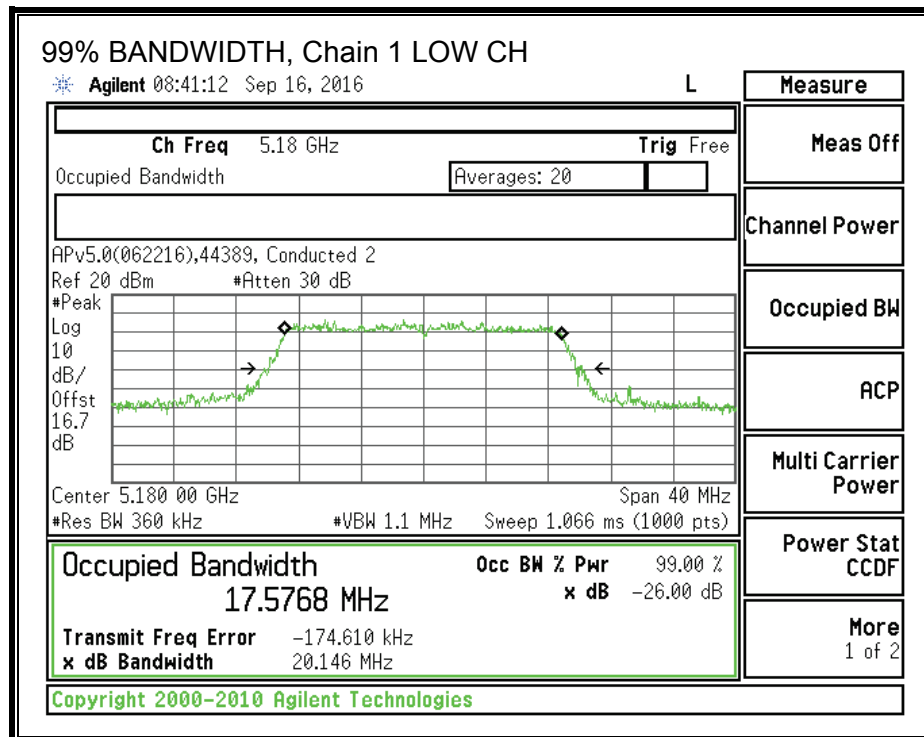 99% BANDWIDTH, Chain 1 LOW CH
Agilent 08:41:12 Sep 16, 2016 L
Measure
Ch Freq 5.18 GHz Trig Free
Occupied Bandwidth Averages: 20
APv5.0(062216),44389, Conducted 2
Ref 20 dBm #Atten 30 dB
#Peak
Log
10
dB/
Offst
16.7
dB
Center 5.180 00 GHz Span 40 MHz
#Res BW 360 kHz #VBW 1.1 MHz Sweep 1.066 ms (1000 pts)
Occupied Bandwidth Occ BW % Pwr 99.00 %
17.5768 MHz x dB -26.00 dB
Transmit Freq Error -174.610 kHz
x dB Bandwidth 20.146 MHz
Copyright 2000-2010 Agilent Technologies
Meas Off
Channel Power
Occupied BW
ACP
Multi Carrier
Power
Power Stat
CCDF
More
1 of 2